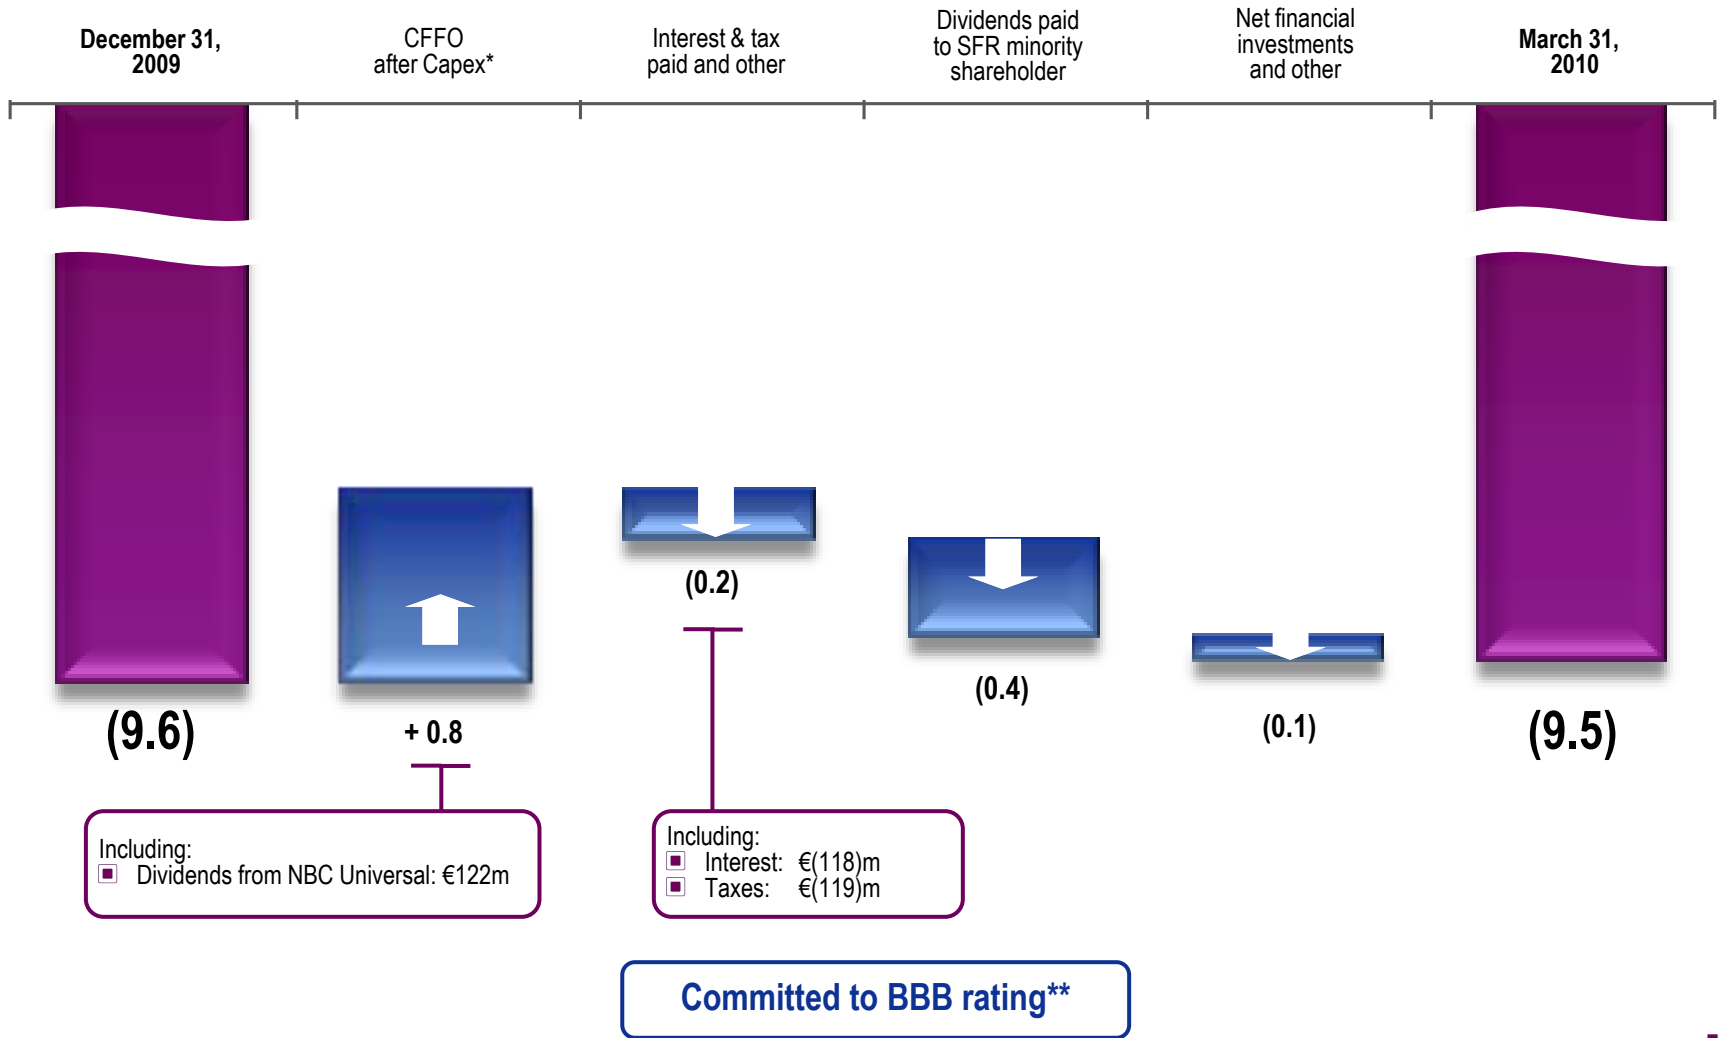 December 31,
2009
CFFO
after Capex*
Interest & tax
paid and other
Dividends paid
to SFR minority
shareholder
Net financial
investments
and other
March 31,
2010
(9.6)
+ 0.8
(0.2)
(0.4)
(0.1)
(9.5)
Including:
Dividends from NBC Universal: €122m
Including:
Interest: €(118)m
Taxes: €(119)m
Committed to BBB rating**